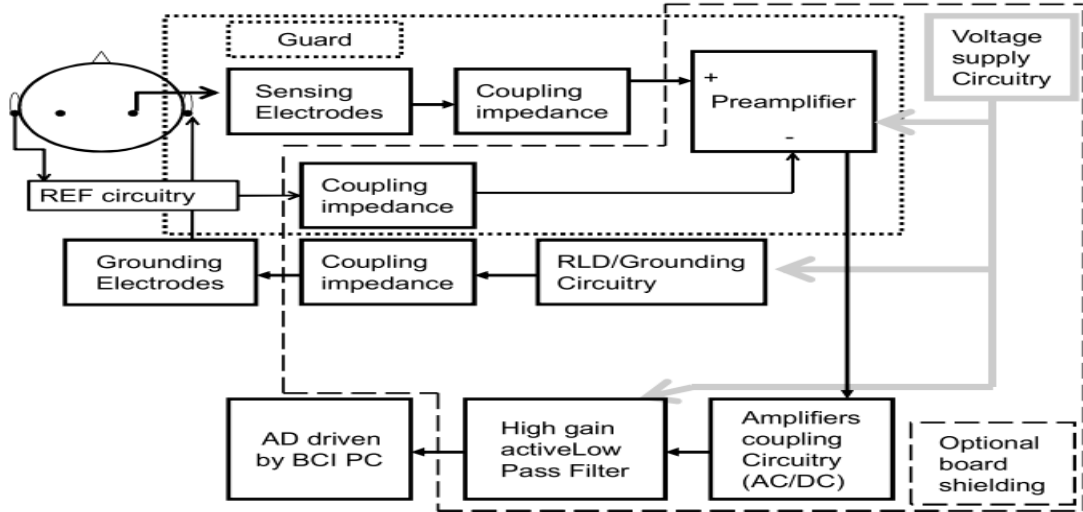 Guard
Voltage
supply
Circuitry
Sensing
Electrodes
Coupling
impedance
+
Preamplifier
-
REF circuitry
Coupling
impedance
Grounding
Electrodes
Coupling
impedance
RLD/Grounding
Circuitry
AD driven
by BCI PC
High gain
activeLow
Pass Filter
Amplifiers
coupling
Circuitry
(AC/DC)
Optional
board
shielding